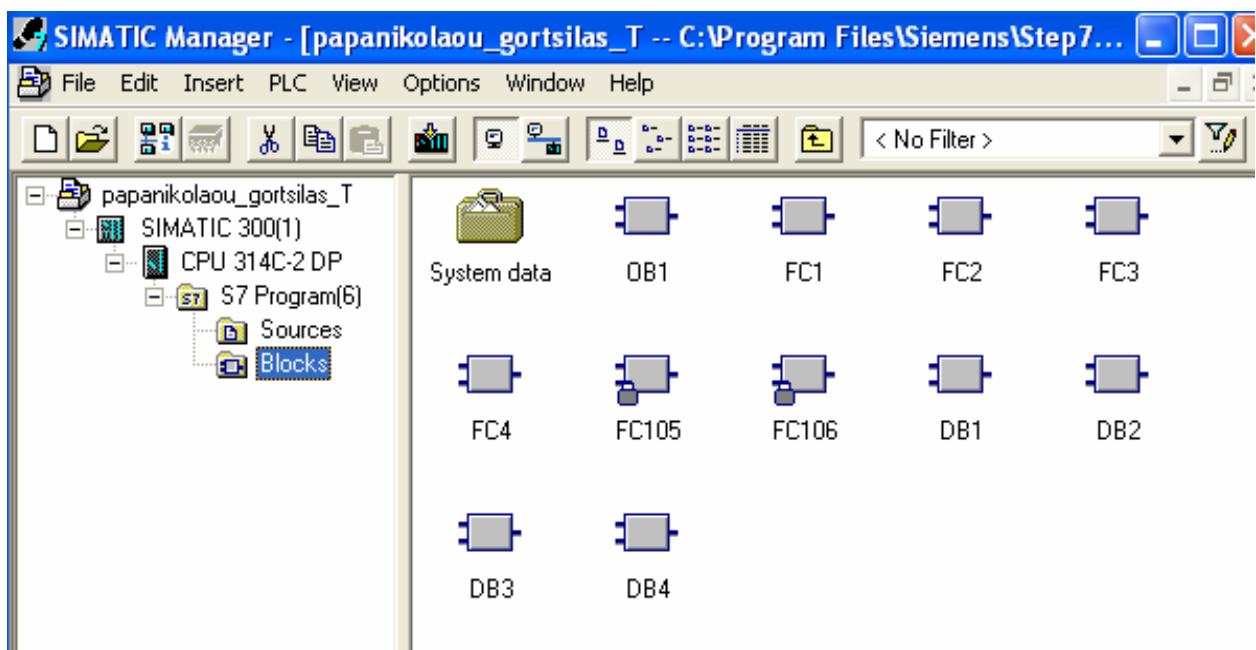 SIMATIC Manager - [papanikolaou_gortsilas_T -- C:\Program Files\Siemens\Step7...
File Edit Insert PLC View Options Window Help
< No Filter >
papanikolaou_gortsilas_T
SIMATIC 300(1)
CPU 314C-2 DP
S7 Program(6)
Sources
Blocks
System data OB1 FC1 FC2 FC3
FC4 FC105 FC106 DB1 DB2
DB3 DB4